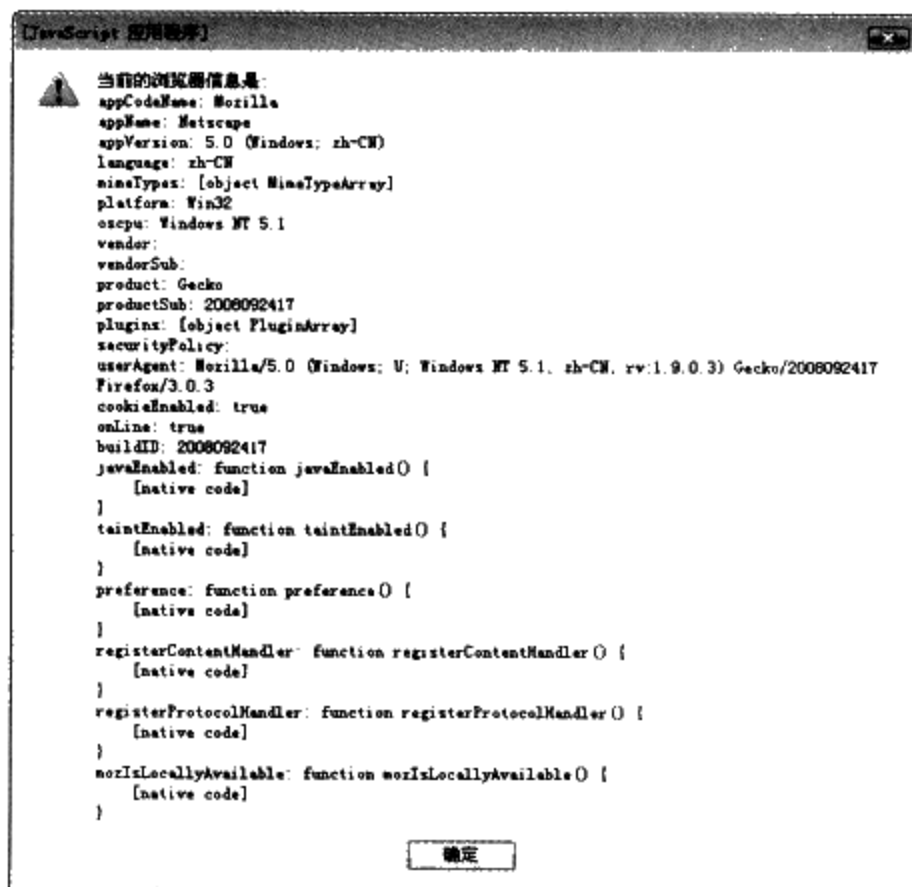 [JavaScript 应用程序]
当前的浏览器信息是:
appCodeName: Mozilla
appName: Netscape
appVersion: 5.0 (Windows; zh-CN)
language: zh-CN
mimeTypes: [object MimeTypeArray]
platform: Win32
oscpu: Windows NT 5.1
vendor:
vendorSub:
product: Gecko
productSub: 2008092417
plugins: [object PluginArray]
securityPolicy:
userAgent: Mozilla/5.0 (Windows; U; Windows NT 5.1, zh-CN, rv:1.9.0.3) Gecko/2008092417
Firefox/3.0.3
cookieEnabled: true
onLine: true
buildID: 2008092417
javaEnabled: function javaEnabled() {
[native code]
}
taintEnabled: function taintEnabled() {
[native code]
}
preference: function preference() {
[native code]
}
registerContentHandler: function registerContentHandler() {
[native code]
}
registerProtocolHandler: function registerProtocolHandler() {
[native code]
}
mozIsLocallyAvailable: function mozIsLocallyAvailable() {
[native code]
}
确定